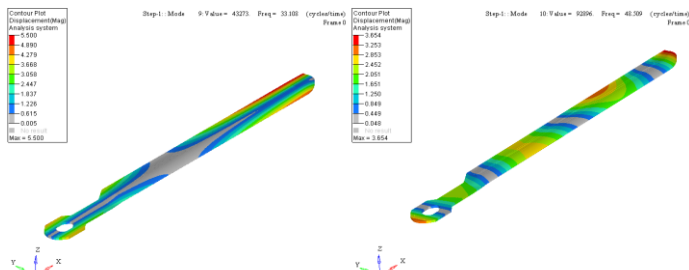 Contour Plot
Displacement(Mag)
Analysis system
5.500
4.890
4.279
3.668
3.058
2.447
1.837
1.226
0.615
0.005
No result
Max = 5.500
Step-1:: Mode 9: Value = 43273 Freq = 33.108 (cycles/time)
Frame 0
Z
Y
X
Contour Plot
Displacement(Mag)
Analysis system
3.654
3.253
2.853
2.452
2.051
1.650
1.250
0.849
0.449
0.048
No result
Max = 3.654
Step-1:: Mode 10: Value = 92896 Freq = 48.509 (cycles/time)
Frame 0
Z
Y
X